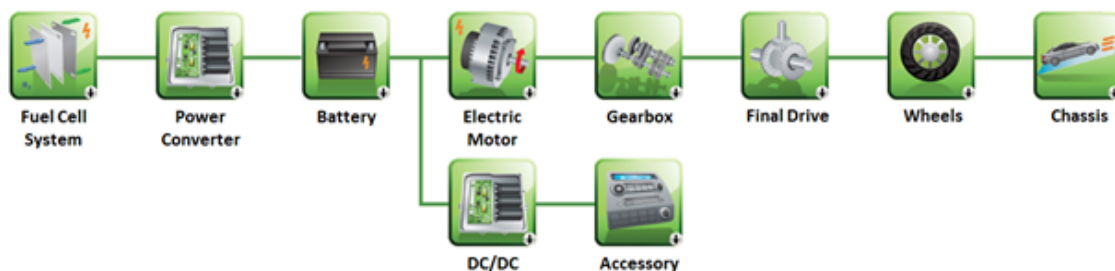 Fuel Cell
System
Power
Converter
Battery
Electric
Motor
Gearbox
Final Drive
Wheels
Chassis
DC/DC
Accessory